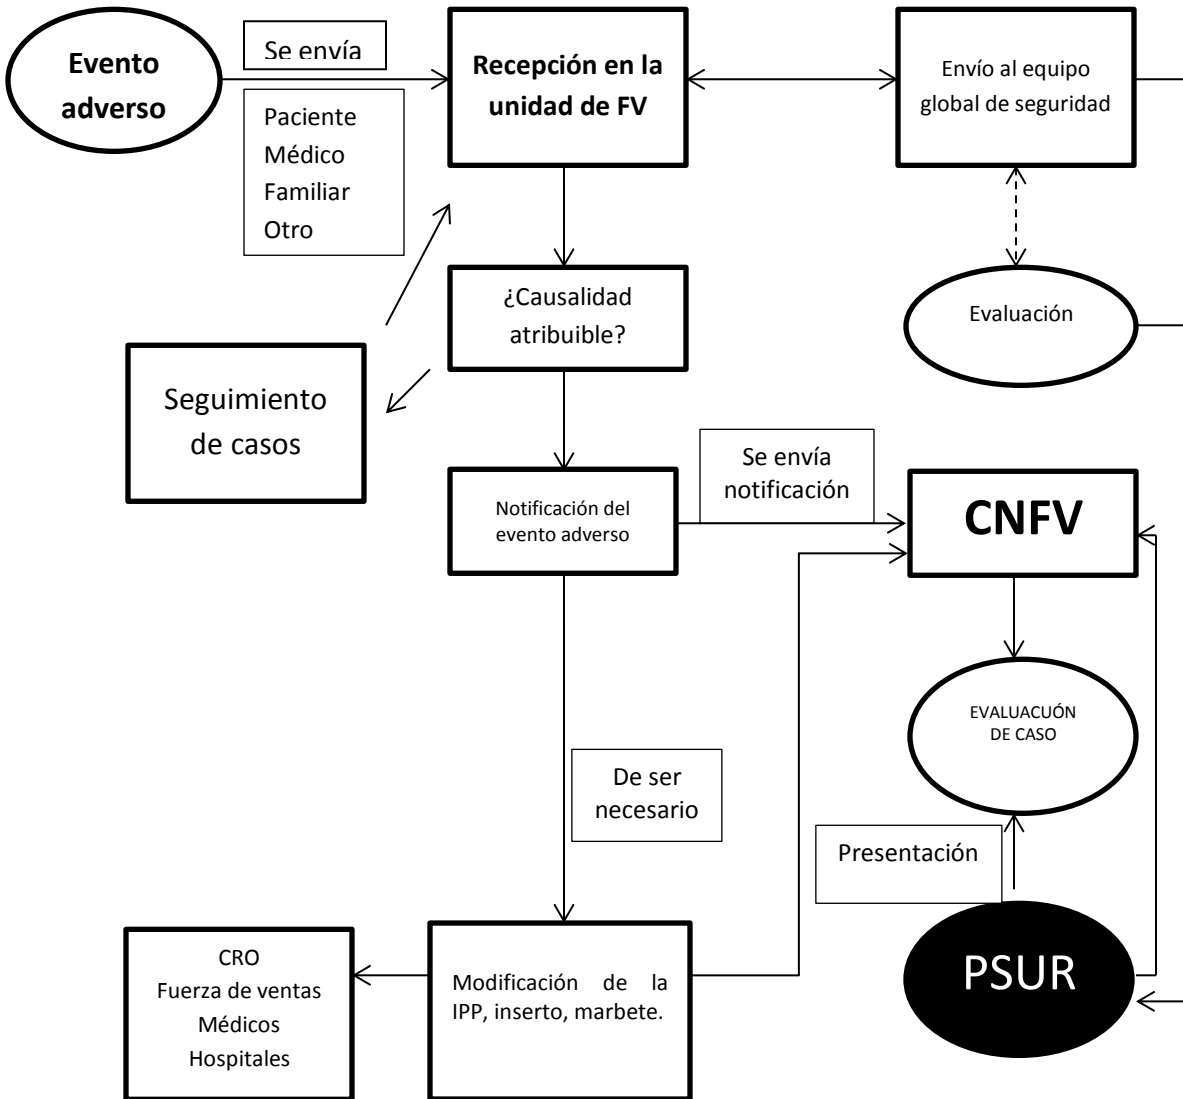 Evento
adverso
Se envía
Paciente
Médico
Familiar
Otro
Recepción en la
unidad de FV
Envío al equipo
global de seguridad
¿Causalidad
atribuible?
Evaluación
Seguimiento
de casos
Notificación del
evento adverso
Se envía
notificación
CNFV
EVALUACUÓN
DE CASO
De ser
necesario
Presentación
PSUR
CRO
Fuerza de ventas
Médicos
Hospitales
Modificación de la
IPP, inserto, marbete.